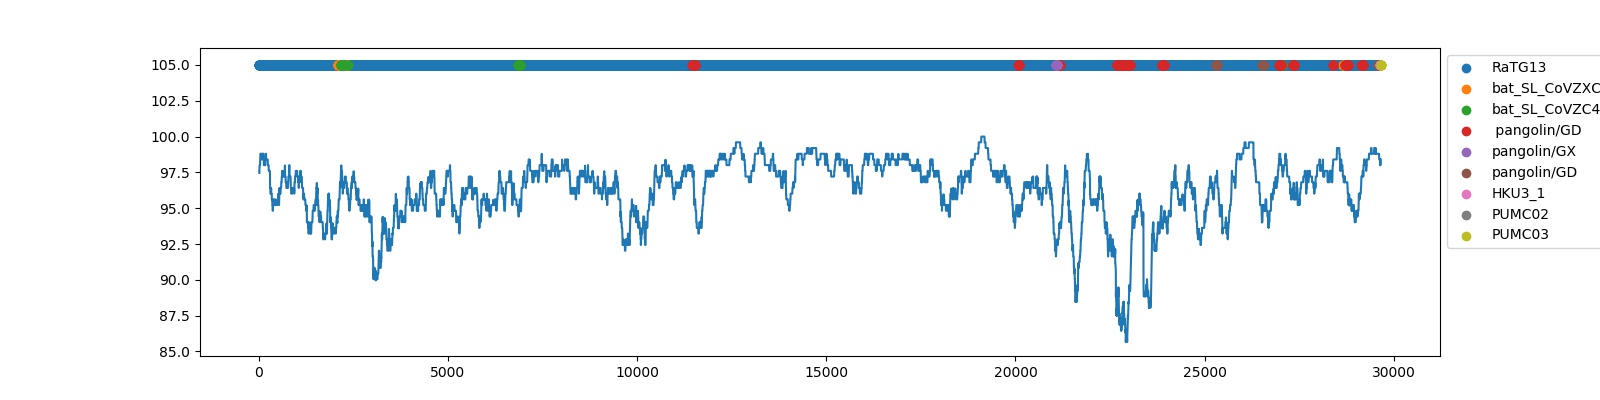 105.0
102.5
100.0
97.5
95.0
92.5
90.0
87.5
85.0
0
5000
10000
15000
20000
25000
30000
RaTG13
bat_SL_CoVZXC
bat_SL_CoVZC4
pangolin/GD
pangolin/GX
pangolin/GD
HKU3_1
PUMC02
PUMC03